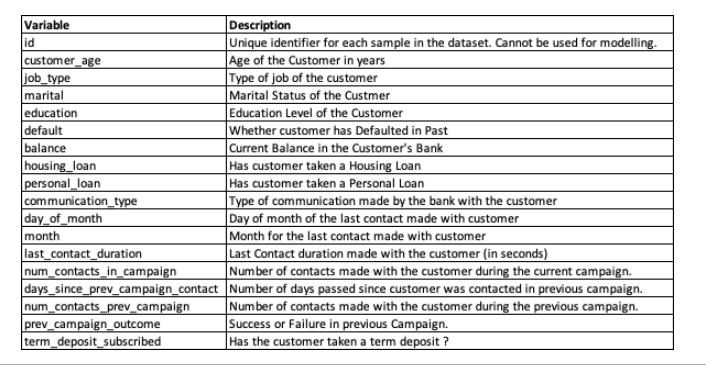 Variable Description
id Unique identifier for each sample in the dataset. Cannot be used for modelling.
customer_age Age of the Customer in years
job_type Type of job of the customer
marital Marital Status of the Custmer
education Education Level of the Customer
default Whether customer has Defaulted in Past
balance Current Balance in the Customer's Bank
housing_loan Has customer taken a Housing Loan
personal_loan Has customer taken a Personal Loan
communication_type Type of communication made by the bank with the customer
day_of_month Day of month of the last contact made with customer
month Month for the last contact made with customer
last_contact_duration Last Contact duration made with the customer (in seconds)
num_contacts_in_campaign Number of contacts made with the customer during the current campaign.
days_since_prev_campaign_contact Number of days passed since customer was contacted in previous campaign.
num_contacts_prev_campaign Number of contacts made with the customer during the previous campaign.
prev_campaign_outcome Success or Failure in previous Campaign.
term_deposit_subscribed Has the customer taken a term deposit ?